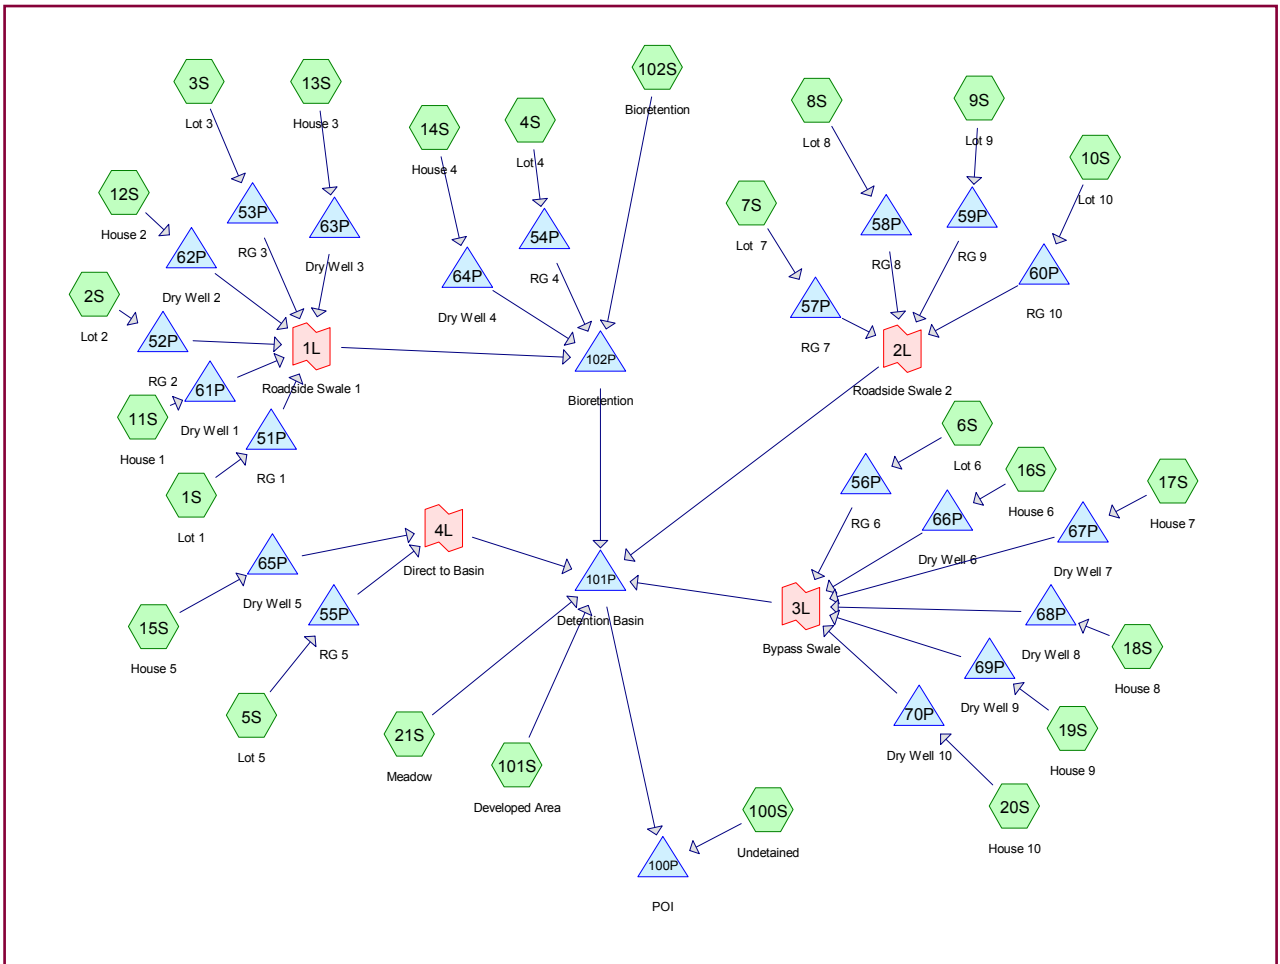 102S
Bioretention
3S
Lot 3
13S
House 3
14S
House 4
4S
Lot 4
8S
Lot 8
9S
Lot 9
10S
Lot 10
12S
House 2
53P
RG 3
63P
Dry Well 3
7S
Lot 7
58P
RG 8
59P
RG 9
62P
Dry Well 2
64P
Dry Well 4
54P
RG 4
60P
RG 10
2S
Lot 2
57P
RG 7
52P
RG 2
1L
Roadside Swale 1
102P
Bioretention
2L
Roadside Swale 2
61P
Dry Well 1
11S
House 1
51P
RG 1
6S
Lot 6
1S
Lot 1
56P
RG 6
16S
House 6
17S
House 7
66P
Dry Well 6
67P
Dry Well 7
4L
Direct to Basin
65P
Dry Well 5
101P
Detention Basin
55P
RG 5
3L
Bypass Swale
68P
Dry Well 8
15S
House 5
18S
House 8
69P
Dry Well 9
5S
Lot 5
70P
Dry Well 10
19S
House 9
21S
Meadow
101S
Developed Area
100S
Undetained
20S
House 10
100P
POI